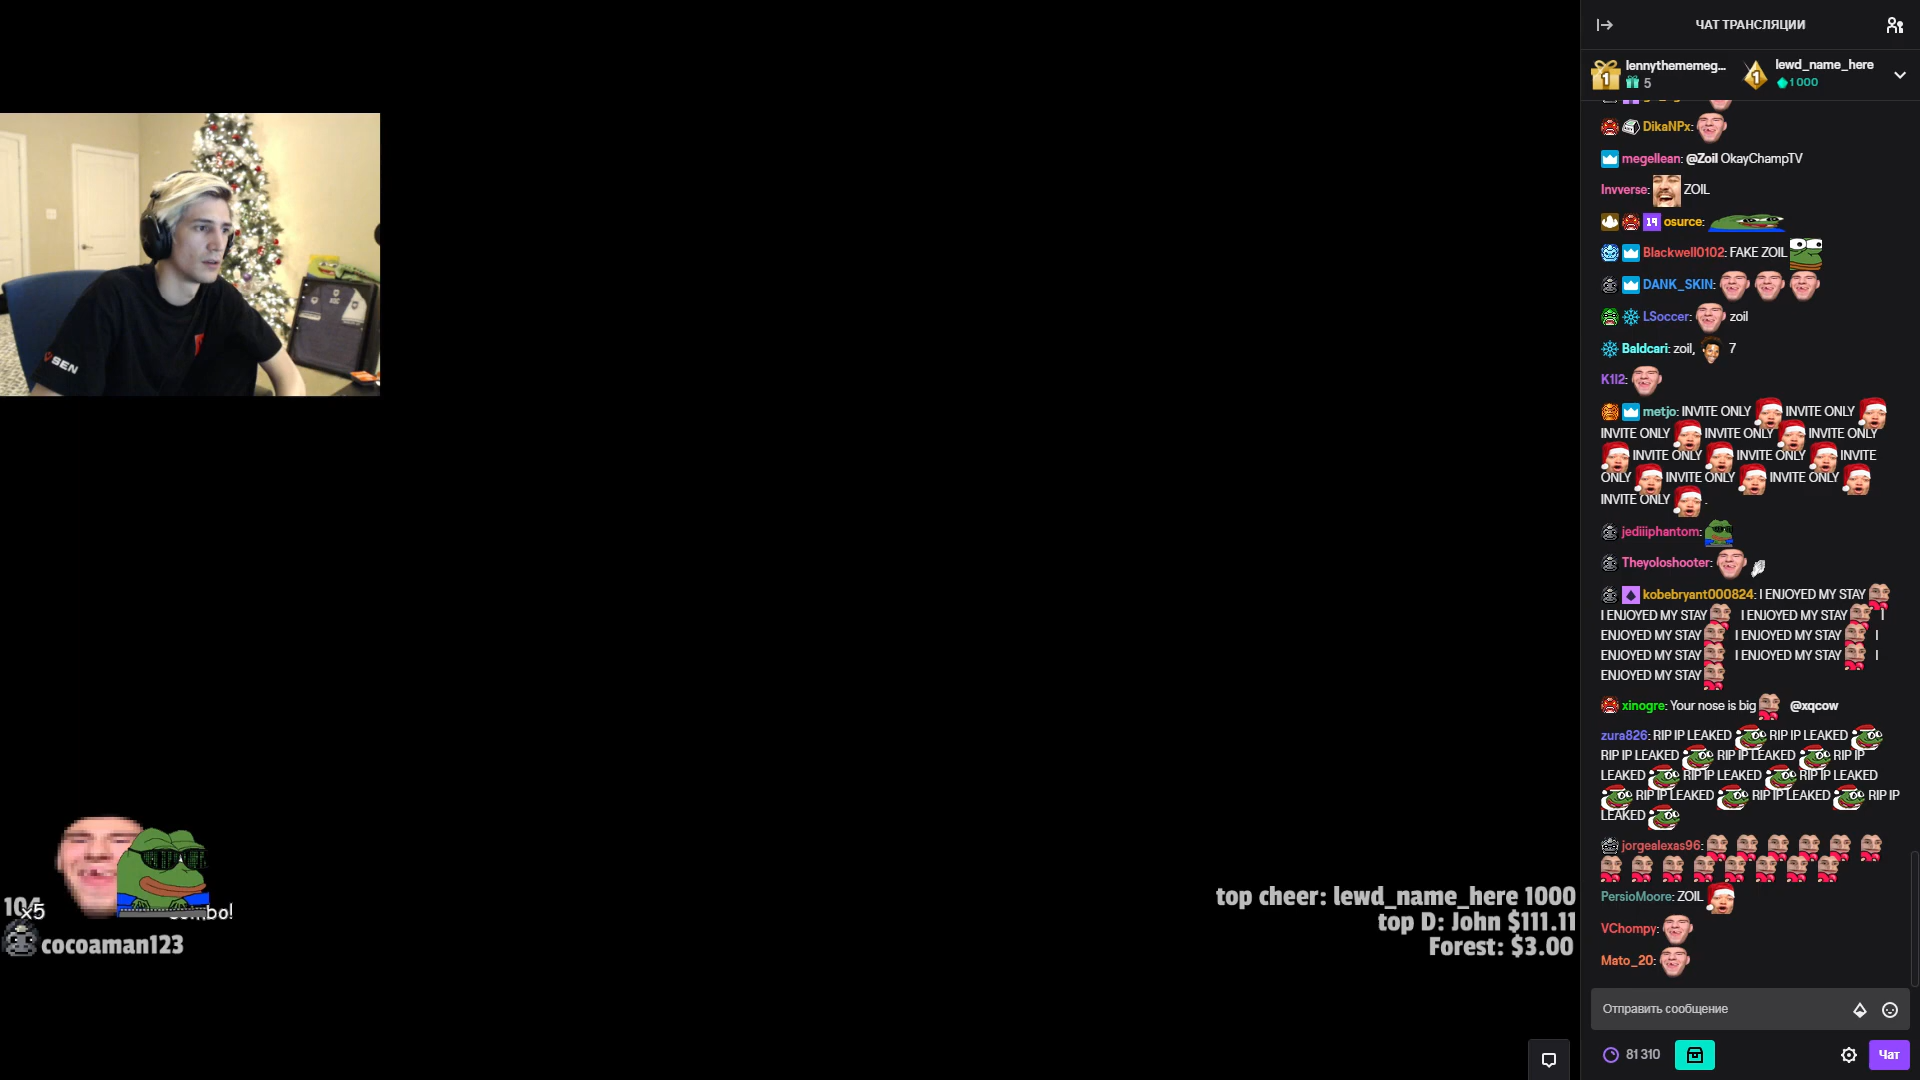 ЧАТ ТРАНСЛЯЦИИ
lennythememeg...
5
lewd_name_here
1 000
DikaNPx:
megellean: @Zoil OkayChampTV
Invverse: ZOIL
19 osurce:
Blackwell0102: FAKE ZOIL
DANK_SKIN:
LSoccer: zoil
Baldcari: zoil, 7
K1l2:
metjo: INVITE ONLY INVITE ONLY
INVITE ONLY INVITE ONLY INVITE ONLY
INVITE ONLY INVITE ONLY INVITE
ONLY INVITE ONLY INVITE ONLY
INVITE ONLY .
jediiiphantom:
Theyoloshooter:
kobebryant000824: I ENJOYED MY STAY
I ENJOYED MY STAY I ENJOYED MY STAY I
ENJOYED MY STAY I ENJOYED MY STAY I
ENJOYED MY STAY I ENJOYED MY STAY I
ENJOYED MY STAY
xinogre: Your nose is big @xqcow
zura826: RIP IP LEAKED RIP IP LEAKED
RIP IP LEAKED RIP IP LEAKED RIP IP
LEAKED RIP IP LEAKED RIP IP LEAKED
RIP IP LEAKED RIP IP LEAKED RIP IP
LEAKED
jorgealexas96:
PersioMoore: ZOIL
VChompy:
Mato_20:
Отправить сообщение
81 310
Чат
SEN
x5
cocoaman123
top cheer: lewd_name_here 1000
top D: John $111.11
Forest: $3.00